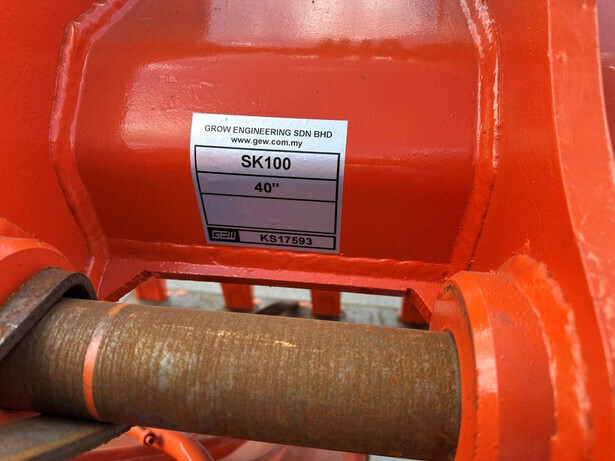 GROW ENGINEERING SDN BHD
www.gew.com.my
SK100
40"
GEW KS17593